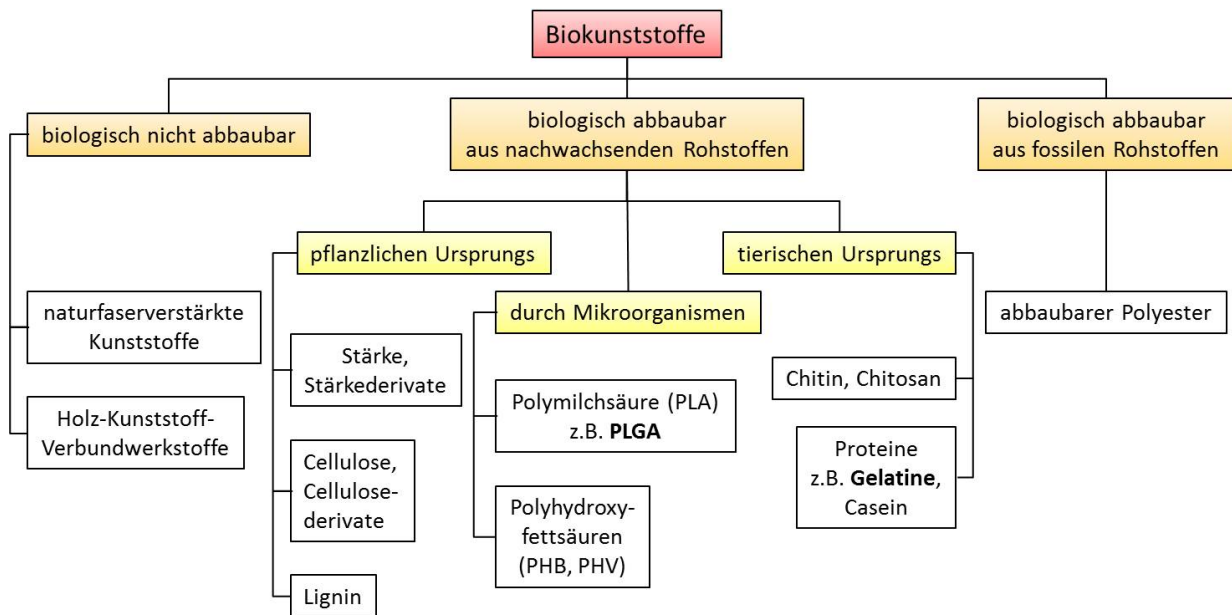 Biokunststoffe
biologisch nicht abbaubar
biologisch abbaubar
aus nachwachsenden Rohstoffen
biologisch abbaubar
aus fossilen Rohstoffen
pflanzlichen Ursprungs
tierischen Ursprungs
naturfaserverstärkte
Kunststoffe
durch Mikroorganismen
abbaubarer Polyester
Stärke,
Stärkederivate
Chitin, Chitosan
Holz-Kunststoff-
Verbundwerkstoffe
Polymilchsäure (PLA)
z.B. PLGA
Proteine
z.B. Gelatine,
Casein
Cellulose,
Cellulose-
derivate
Polyhydroxy-
fettsäuren
(PHB, PHV)
Lignin